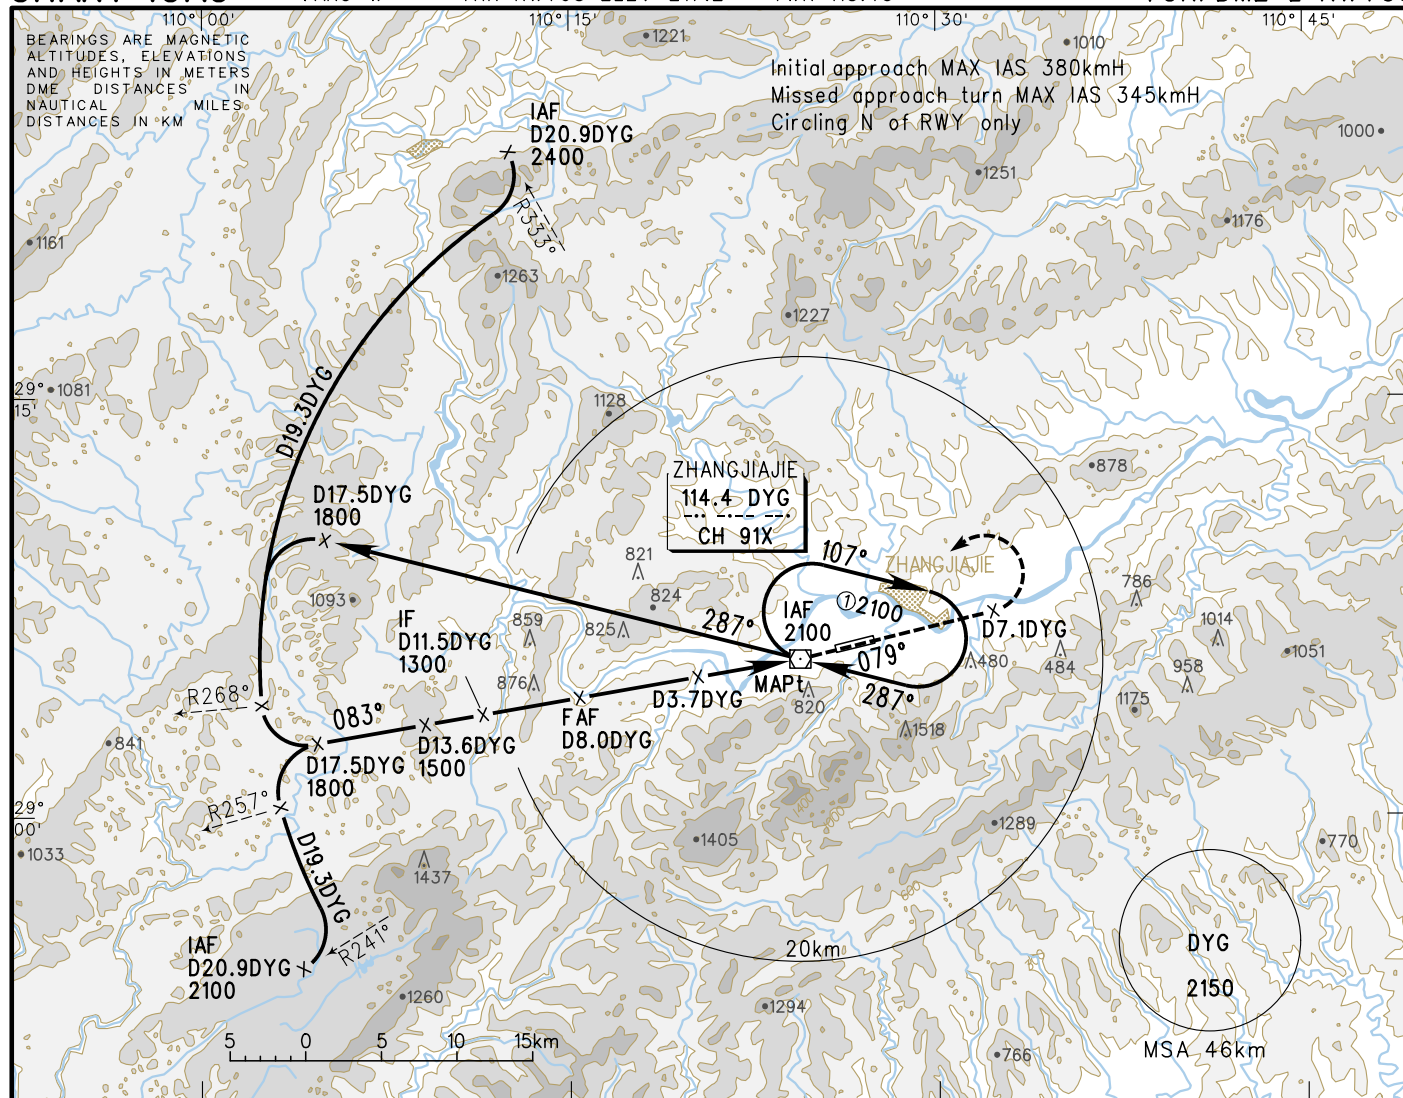 110°00'
110°15'
110°30'
110°45'
BEARINGS ARE MAGNETIC
ALTITUDES, ELEVATIONS
AND HEIGHTS IN METERS
DME DISTANCES IN
NAUTICAL MILES
DISTANCES IN KM
Initial approach MAX IAS 380kmH
Missed approach turn MAX IAS 345kmH
Circling N of RWY only
1221
1010
1000
IAF
D20.9DYG
2400
R333°
1251
1176
1161
1263
1227
29°
15'
1081
D19.3DYG
1128
878
ZHANGJIAJIE
114.4 DYG
CH 91X
D17.5DYG
1800
821
107°
ZHANGJIAJIE
786
1093
824
IAF
2100
①2100
IF
D11.5DYG
1300
859
825
287°
D7.1DYG
1014
079°
480
484
1051
876
D3.7DYG
MAPt
958
R268°
083°
820
287°
1175
FAF
D8.0DYG
1518
841
D13.6DYG
1500
D17.5DYG
1800
R257°
29°
00'
1289
1033
D19.3DYG
1405
770
1437
600
IAF
D20.9DYG
2100
R241°
20km
DYG
2150
1260
1294
5 0 5 10 15km
766
MSA 46km